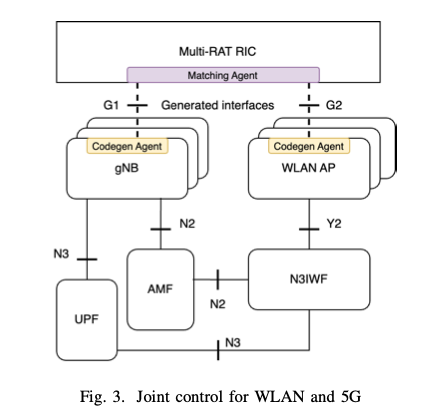 Multi-RAT RIC
Matching Agent
G1
Generated interfaces
G2
Codegen Agent
Codegen Agent
gNB
WLAN AP
N2
Y2
N3
AMF
N3IWF
N2
UPF
N3
Fig. 3. Joint control for WLAN and 5G